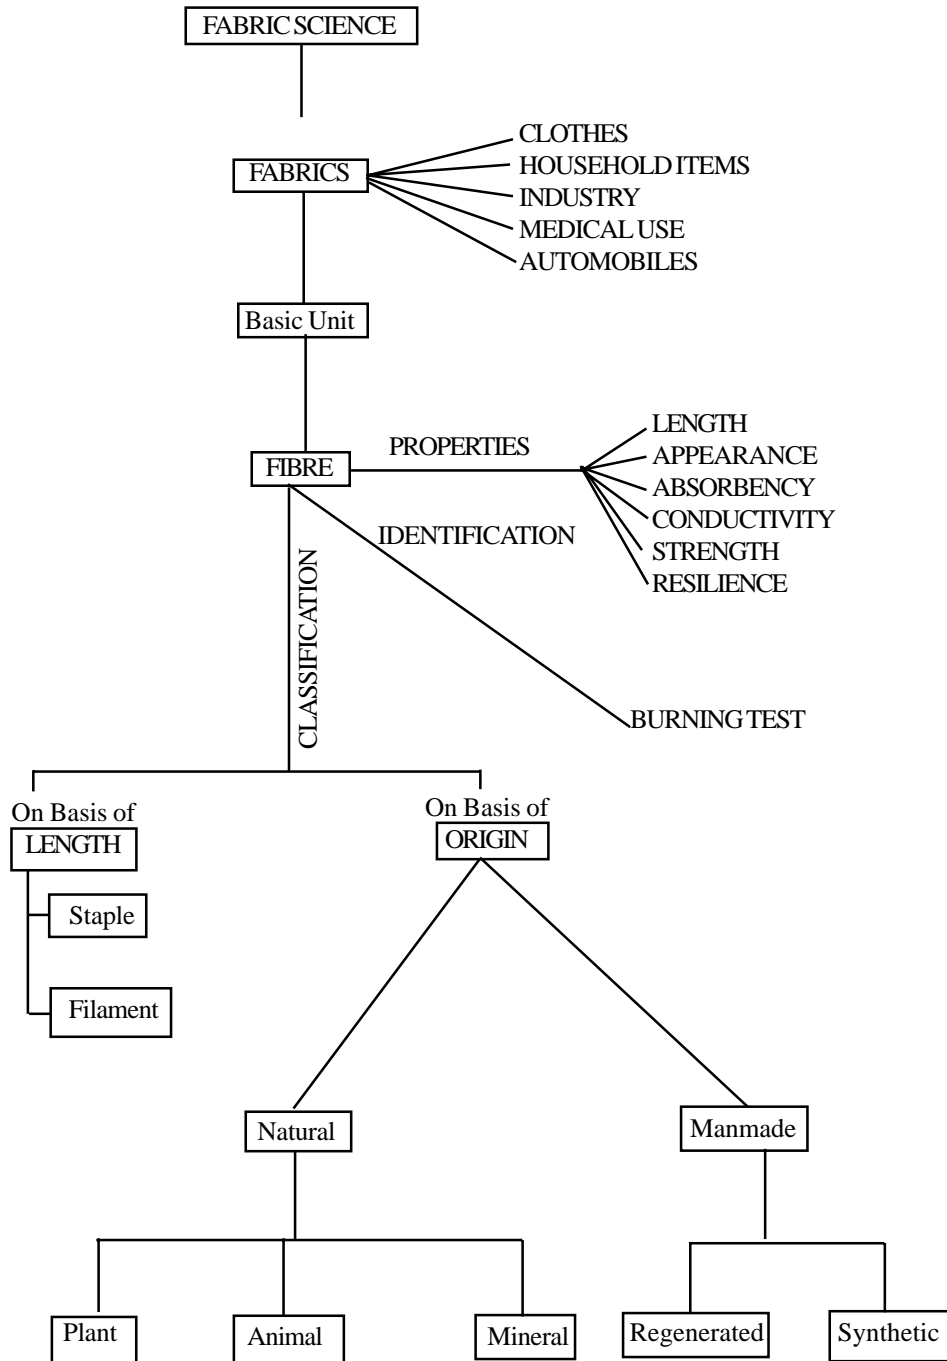 FABRIC SCIENCE
CLOTHES
HOUSEHOLD ITEMS
FABRICS
INDUSTRY
MEDICAL USE
AUTOMOBILES
Basic Unit
LENGTH
PROPERTIES
APPEARANCE
FIBRE
ABSORBENCY
CONDUCTIVITY
IDENTIFICATION
STRENGTH
RESILIENCE
CLASSIFICATION
BURNING TEST
On Basis of
LENGTH
On Basis of
ORIGIN
Staple
Filament
Natural
Manmade
Plant
Animal
Mineral
Regenerated
Synthetic